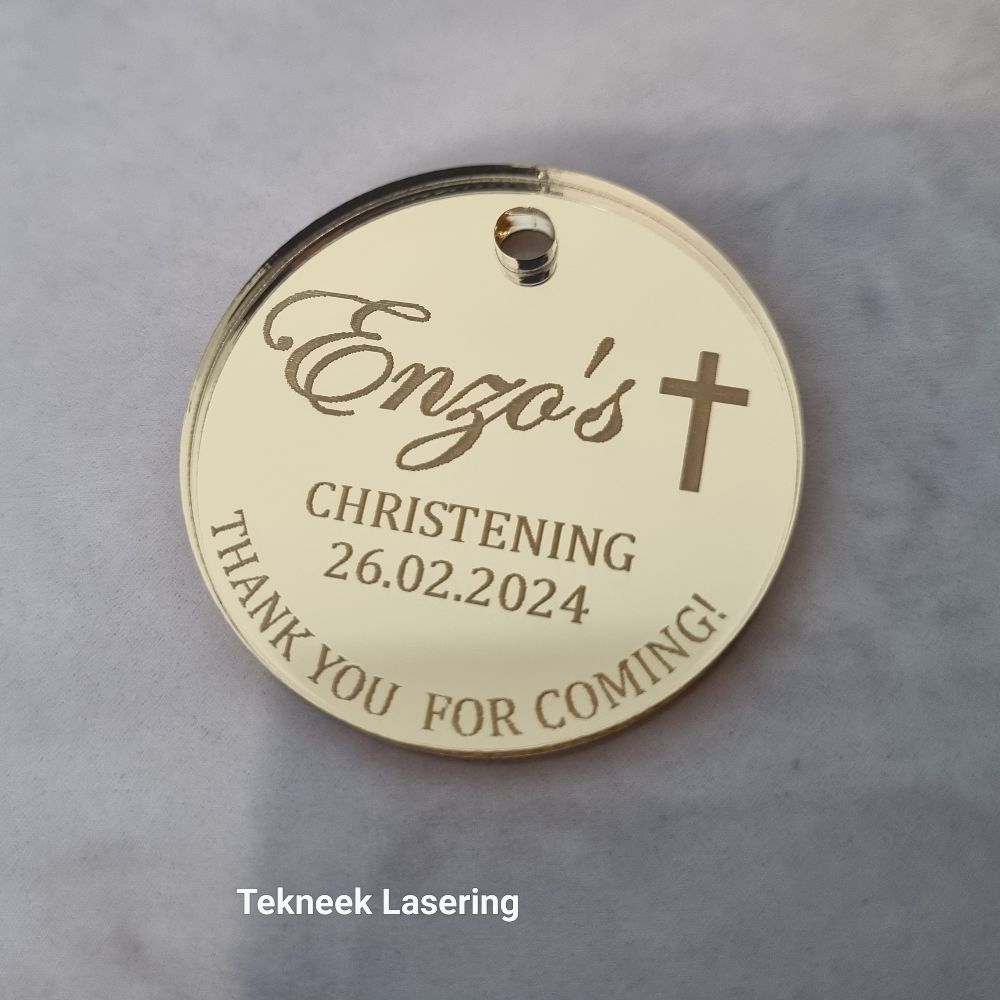 Enzo's
CHRISTENING
26.02.2024
THANK YOU FOR COMING!
Tekneek Lasering